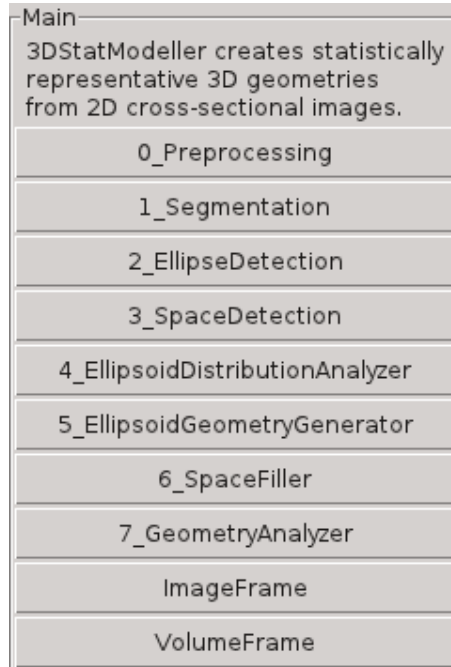 Main
3DStatModeller creates statistically
representative 3D geometries
from 2D cross-sectional images.
0_Preprocessing
1_Segmentation
2_EllipseDetection
3_SpaceDetection
4_EllipsoidDistributionAnalyzer
5_EllipsoidGeometryGenerator
6_SpaceFiller
7_GeometryAnalyzer
ImageFrame
VolumeFrame